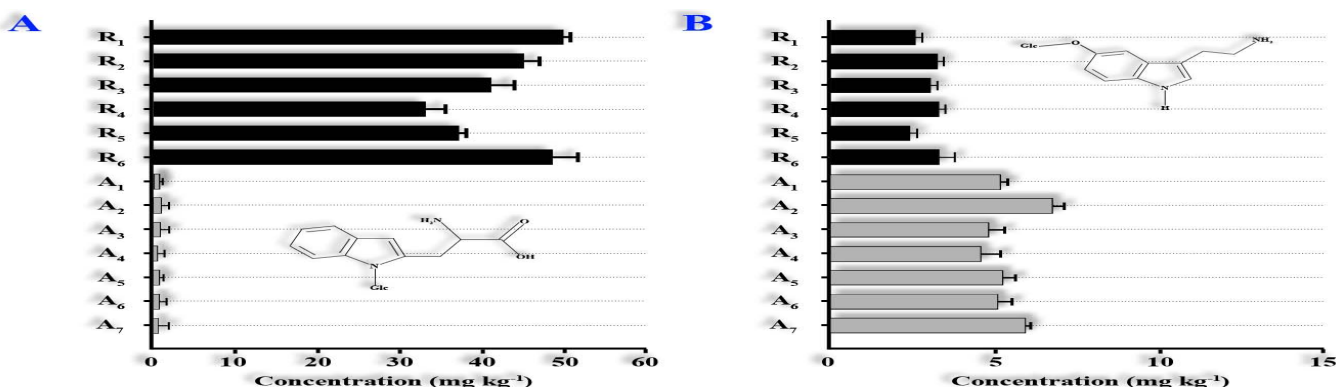 A
R₁
R₂
R₃
R₄
R₅
R₆
A₁
A₂
A₃
A₄
A₅
A₆
A₇
H₂N
O
OH
N
Glc
0 10 20 30 40 50 60
Concentration (mg kg⁻¹)
B
R₁
R₂
R₃
R₄
R₅
R₆
A₁
A₂
A₃
A₄
A₅
A₆
A₇
Glc
O
NH₂
N
H
0 5 10 15
Concentration (mg kg⁻¹)